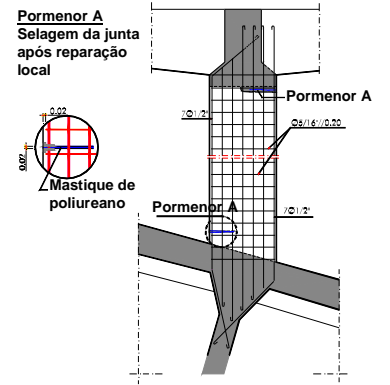 Pormenor A
Selagem da junta
após reparação
local
0.02
0.07
Mastique de
poliureano
Pormenor A
7Ø1/2"
Ø5/16"//0.20
Pormenor A
7Ø1/2"